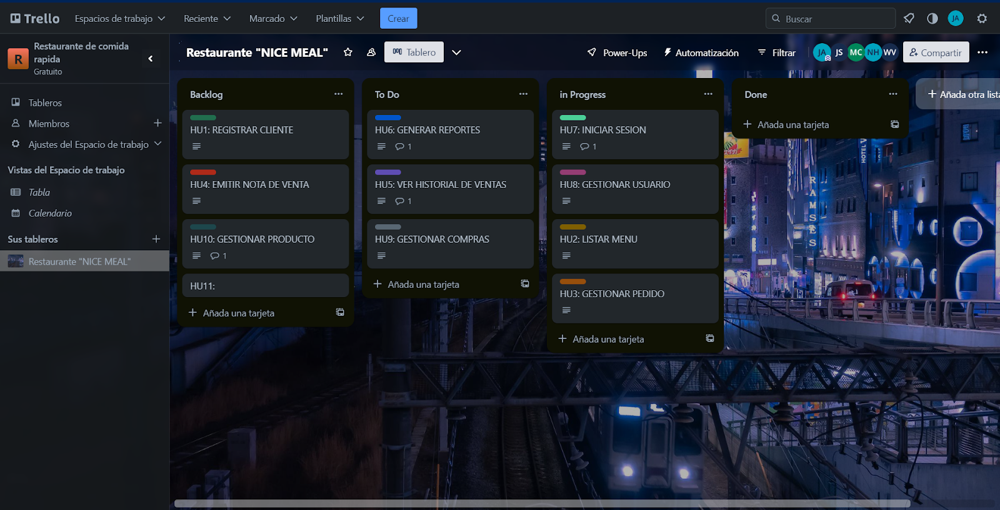 Trello
Espacios de trabajo
Reciente
Marcado
Plantillas
Crear
Buscar
JA
R
Restaurante de comida
rapida
Gratuito
Tableros
Miembros
Ajustes del Espacio de trabajo
Vistas del Espacio de trabajo
Tabla
Calendario
Sus tableros
Restaurante "NICE MEAL"
Restaurante "NICE MEAL"
Tablero
Power-Ups
Automatización
Filtrar
JA
JS
MC
NH
WV
Compartir
Backlog
HU1: REGISTRAR CLIENTE
HU4: EMITIR NOTA DE VENTA
HU10: GESTIONAR PRODUCTO
1
HU11:
Añada una tarjeta
To Do
HU6: GENERAR REPORTES
1
HU5: VER HISTORIAL DE VENTAS
1
HU9: GESTIONAR COMPRAS
Añada una tarjeta
in Progress
HU7: INICIAR SESION
1
HU8: GESTIONAR USUARIO
HU2: LISTAR MENU
HU3: GESTIONAR PEDIDO
Añada una tarjeta
Done
Añada una tarjeta
Añada otra lista
HOTEL
RAMSES